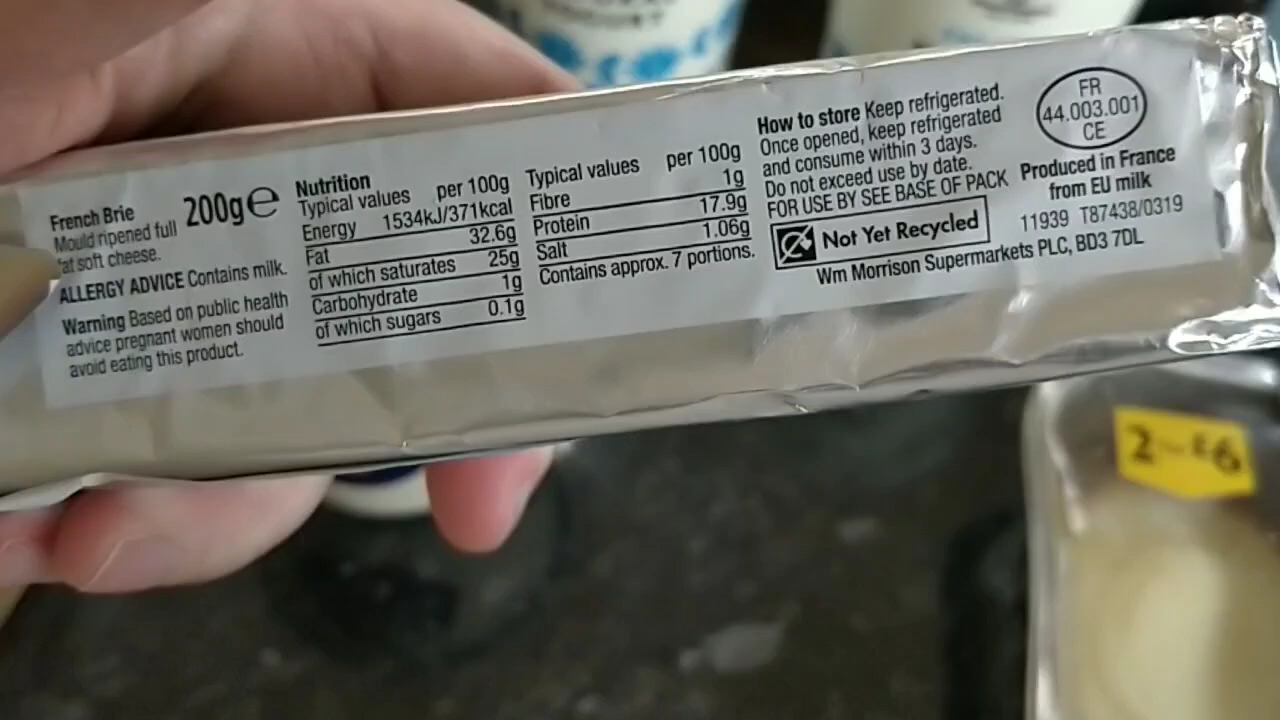 French Brie
Mould ripened full
fat soft cheese.
200g e
ALLERGY ADVICE Contains milk.
Warning Based on public health
advice pregnant women should
avoid eating this product.
Nutrition
Typical values per 100g
Energy 1534kJ/371kcal
Fat 32.6g
of which saturates 25g
Carbohydrate 1g
of which sugars 0.1g
Typical values per 100g
Fibre 1g
Protein 17.9g
Salt 1.06g
Contains approx. 7 portions.
How to store Keep refrigerated.
Once opened, keep refrigerated
and consume within 3 days.
Do not exceed use by date.
FOR USE BY SEE BASE OF PACK
Not Yet Recycled
FR
44.003.001
CE
Produced in France
from EU milk
11939 T87438/0319
Wm Morrison Supermarkets PLC, BD3 7DL
2 £6